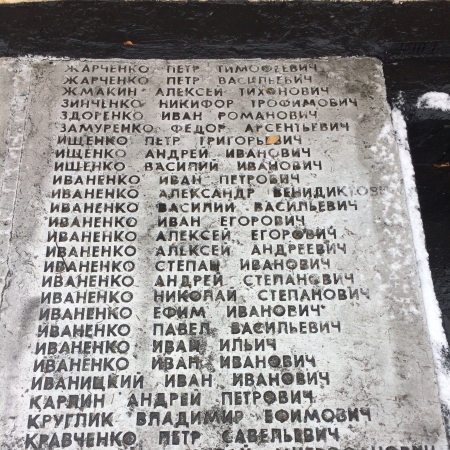 ЖАРЧЕНКО ПЕТР ТИМОФЕЕВИЧ
ЖАРЧЕНКО ПЕТР ВАСИЛЬЕВИЧ
ЖМАКИН АЛЕКСЕЙ ТИХОНОВИЧ
ЗИНЧЕНКО НИКИФОР ТРОФИМОВИЧ
ЗДОРЕНКО ИВАН РОМАНОВИЧ
ЗАМУРЕНКО ФЕДОР АРСЕНТЬЕВИЧ
ИЩЕНКО ПЕТР ГРИГОРЬЕВИЧ
ИЩЕНКО АНДРЕЙ ИВАНОВИЧ
ИЩЕНКО ВАСИЛИЙ ИВАНОВИЧ
ИВАНЕНКО ИВАН ПЕТРОВИЧ
ИВАНЕНКО АЛЕКСАНДР
ИВАНЕНКО ВАСИЛИЙ ВАСИЛЬЕВИЧ
ИВАНЕНКО ИВАН ЕГОРОВИЧ
ИВАНЕНКО АЛЕКСЕЙ ЕГОРОВИЧ
ИВАНЕНКО АЛЕКСЕЙ АНДРЕЕВИЧ
ИВАНЕНКО СТЕПАН ИВАНОВИЧ
ИВАНЕНКО АНДРЕЙ СТЕПАНОВИЧ
ИВАНЕНКО НИКОЛАЙ СТЕПАНОВИЧ
ИВАНЕНКО ЕФИМ ИВАНОВИЧ
ИВАНЕНКО ПАВЕЛ ВАСИЛЬЕВИЧ
ИВАНЕНКО ИВАН ИЛЬИЧ
ИВАНЕНКО ИВАН ИВАНОВИЧ
ИВАНИЦКИЙ ИВАН ИВАНОВИЧ
КАРЛИН АНДРЕЙ ПЕТРОВИЧ
КРУГЛИК ВЛАДИМИР ЕФИМОВИЧ
КРАВЧЕНКО ПЕТР САВЕЛЬЕВИЧ